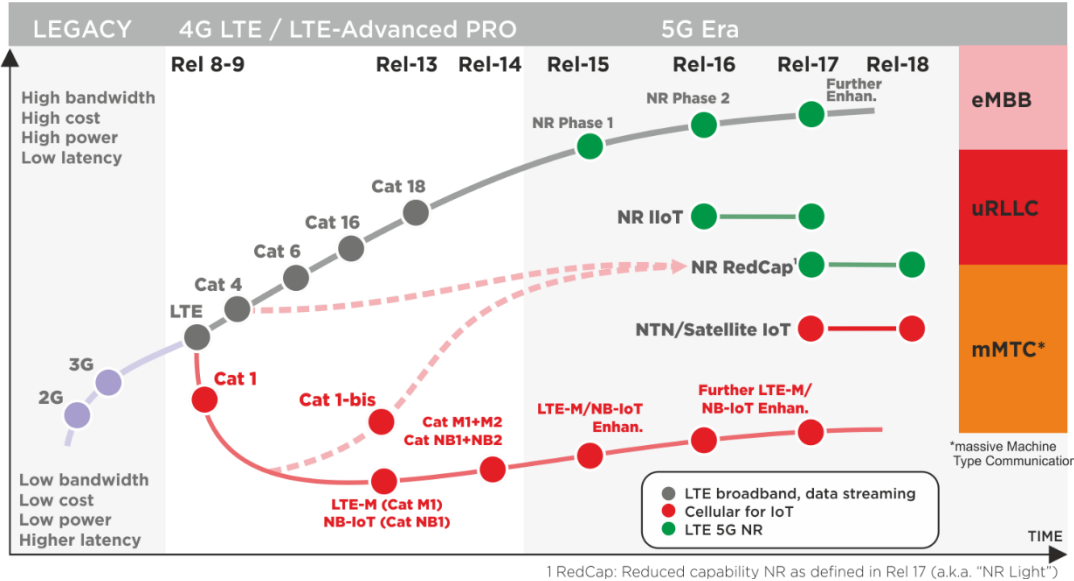 LEGACY
4G LTE / LTE-Advanced PRO
5G Era
Rel 8-9
Rel-13
Rel-14
Rel-15
Rel-16
Rel-17
Rel-18
High bandwidth
High cost
High power
Low latency
Further
Enhan.
NR Phase 2
NR Phase 1
eMBB
Cat 18
Cat 16
Cat 6
Cat 4
LTE
3G
2G
NR IIoT
uRLLC
NR RedCap¹
NTN/Satellite IoT
mMTC*
Cat 1
Cat 1-bis
Cat M1+M2
Cat NB1+NB2
LTE-M/NB-IoT
Enhan.
Further LTE-M/
NB-IoT Enhan.
*massive Machine
Type Communication
Low bandwidth
Low cost
Low power
Higher latency
LTE-M (Cat M1)
NB-IoT (Cat NB1)
LTE broadband, data streaming
Cellular for IoT
LTE 5G NR
TIME
1 RedCap: Reduced capability NR as defined in Rel 17 (a.k.a. “NR Light”)